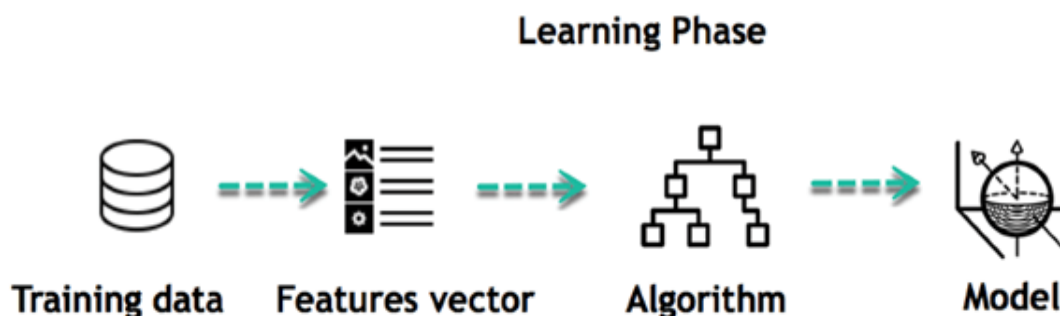 Learning Phase
Training data
Features vector
Algorithm
Model